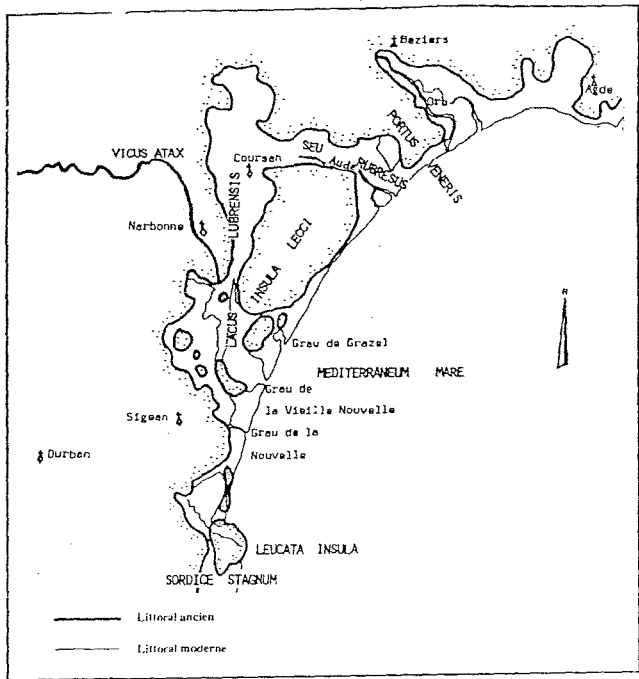 Beziers
Agde
Orb
PORTUS
VENERIS
VICUS ATAX
SEU
Coursan
Aude
RUBRESUS
LUBRENSIS
Narbonne
LECCI
INSULA
LACUS
Grau de Grazel
MEDITERRANEUM MARE
Grau de
la Vieille Nouvelle
Sigean
Grau de la
Nouvelle
Durban
LEUCATA INSULA
SORDICE STAGNUM
Littoral ancien
Littoral moderne